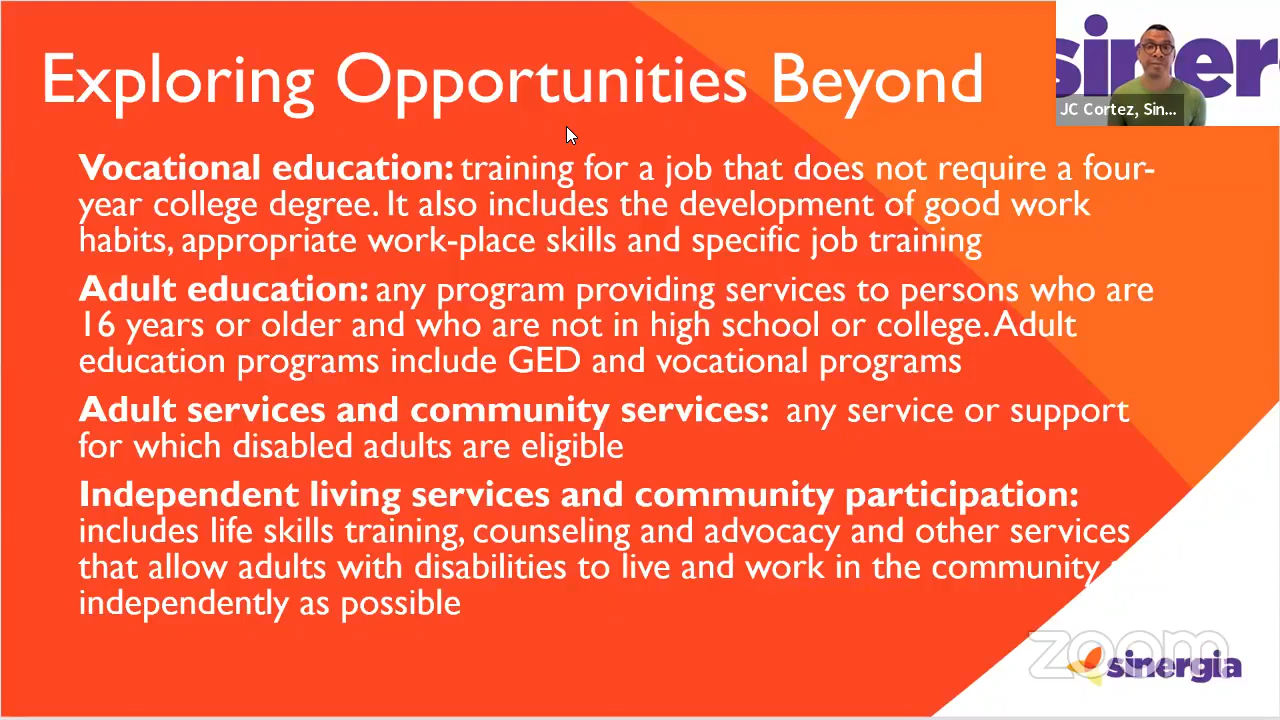 Exploring Opportunities Beyond
sinerg
JC Cortez, Sin...
Vocational education: training for a job that does not require a four-
year college degree. It also includes the development of good work
habits, appropriate work-place skills and specific job training
Adult education: any program providing services to persons who are
16 years or older and who are not in high school or college. Adult
education programs include GED and vocational programs
Adult services and community services: any service or support
for which disabled adults are eligible
Independent living services and community participation:
includes life skills training, counseling and advocacy and other services
that allow adults with disabilities to live and work in the community
independently as possible
zoom
sinergia